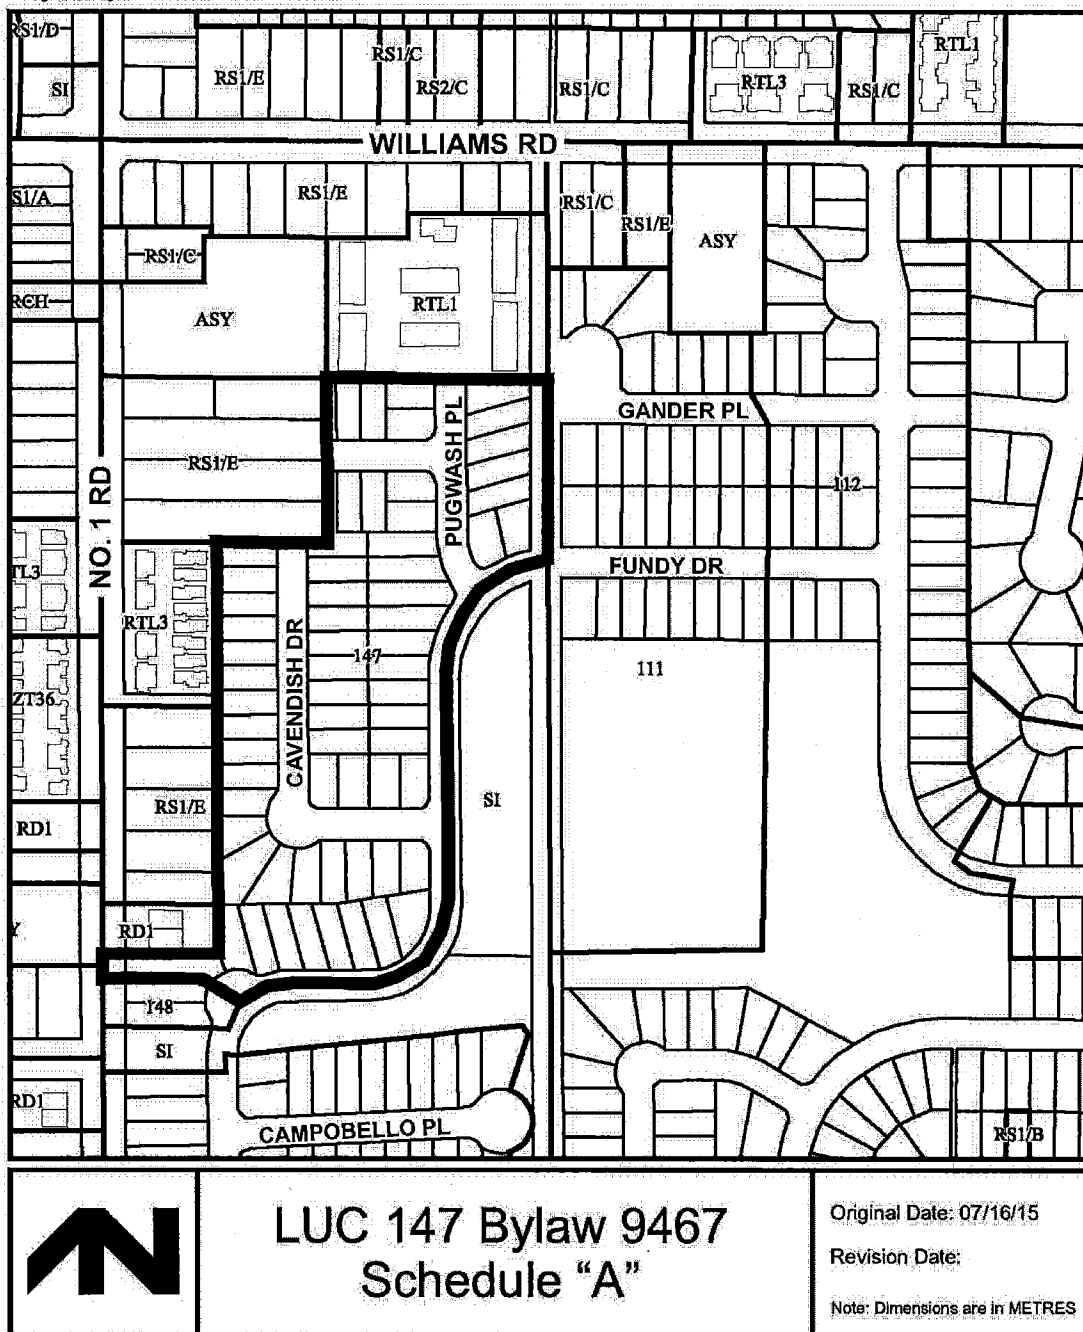 RS1/D
SI
RS1/E
RS1/C
RS2/C
RS1/C
RTL3
RS1/C
RTL1
WILLIAMS RD
S1/A
RS1/E
RS1/C
RS1/E
ASY
RS1/C
RCH
ASY
RTL1
GANDER PL
PUGWASH PL
RS1/E
112
NO. 1 RD
FUNDY DR
TL3
RTL3
CAVENDISH DR
147
111
ZT36
SI
RS1/E
RD1
RD1
Y
148
SI
RD1
CAMPOBELLO PL
RS1/B
LUC 147 Bylaw 9467
Schedule “A”
Original Date: 07/16/15
Revision Date:
Note: Dimensions are in METRES